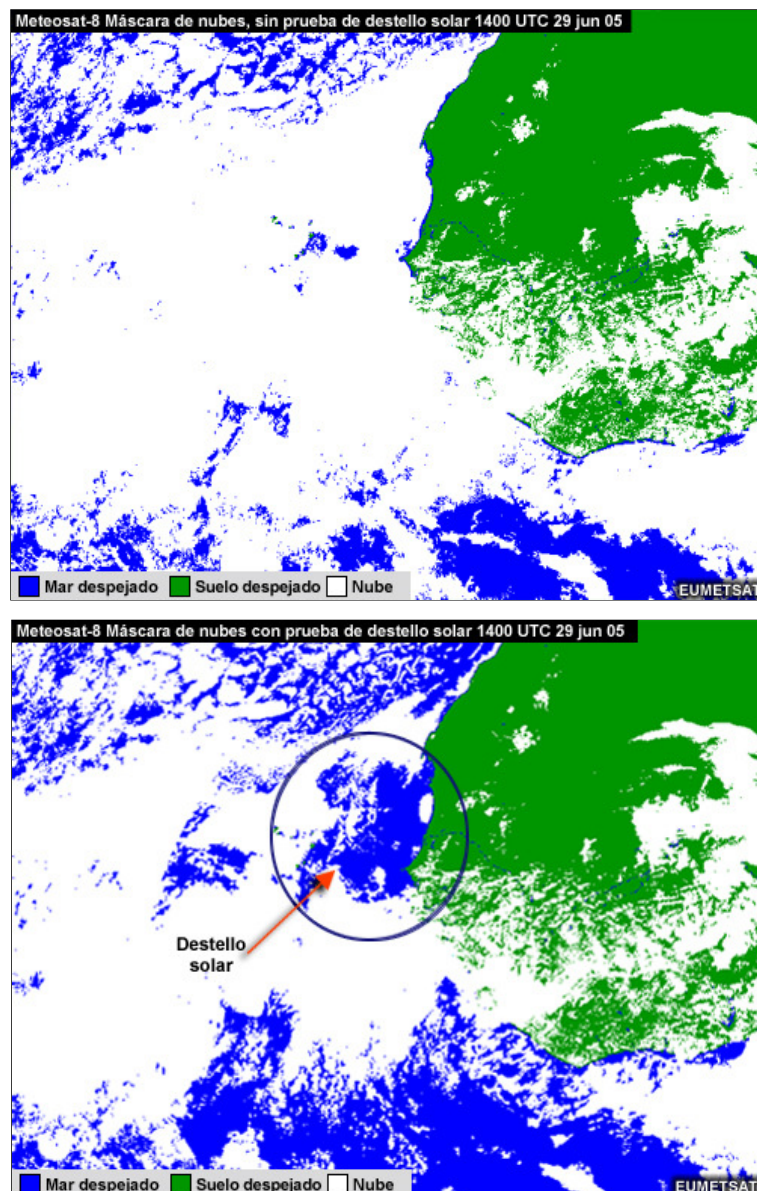 Meteosat-8 Máscara de nubes, sin prueba de destello solar 1400 UTC 29 jun 05
Mar despejado Suelo despejado Nube
EUMETSAT
Meteosat-8 Máscara de nubes con prueba de destello solar 1400 UTC 29 jun 05
Destello
solar
Mar despejado Suelo despejado Nube
EUMETSAT